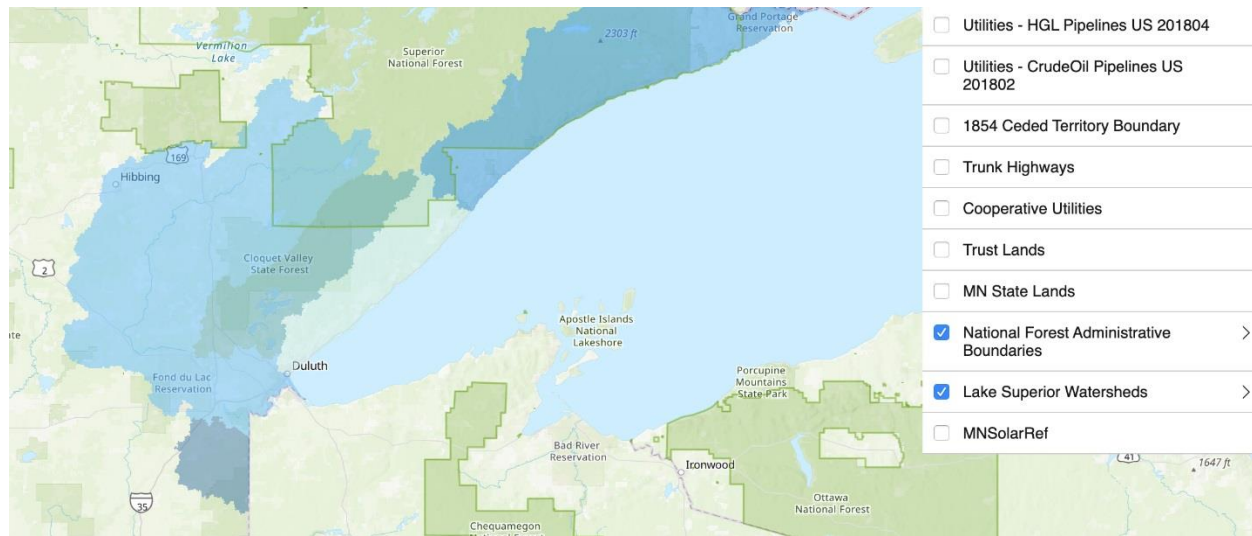 Grand Portage
Reservation
2303 ft
Vermilion
Lake
Superior
National Forest
169
Hibbing
2
Cloquet Valley
State Forest
Apostle Islands
National
Lakeshore
Duluth
Fond du Lac
Reservation
Porcupine
Mountains
State Park
Bad River
Reservation
Ironwood
35
Ottawa
National Forest
Chequamegon
41
1647 ft
Utilities - HGL Pipelines US 201804
Utilities - CrudeOil Pipelines US
201802
1854 Ceded Territory Boundary
Trunk Highways
Cooperative Utilities
Trust Lands
MN State Lands
National Forest Administrative
Boundaries
Lake Superior Watersheds
MNSolarRef